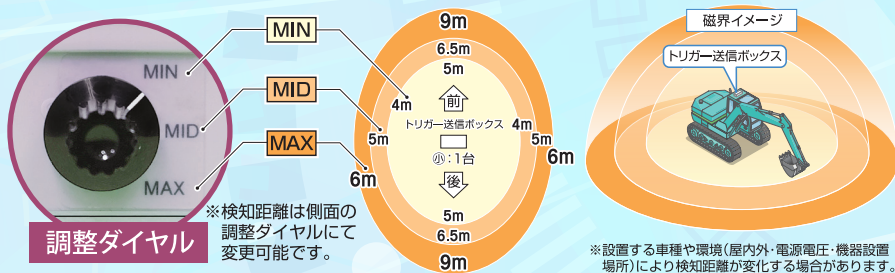 MIN
MID
MAX
調整ダイヤル
※検知距離は側面の
調整ダイヤルにて
変更可能です。
MIN
MID
MAX
9m
6.5m
5m
4m
前
トリガー送信ボックス
4m
5m
5m
小:1台
6m
6m
後
5m
6.5m
9m
磁界イメージ
トリガー送信ボックス
※設置する車種や環境(屋内外・電源電圧・機器設置
場所)により検知距離が変化する場合があります。